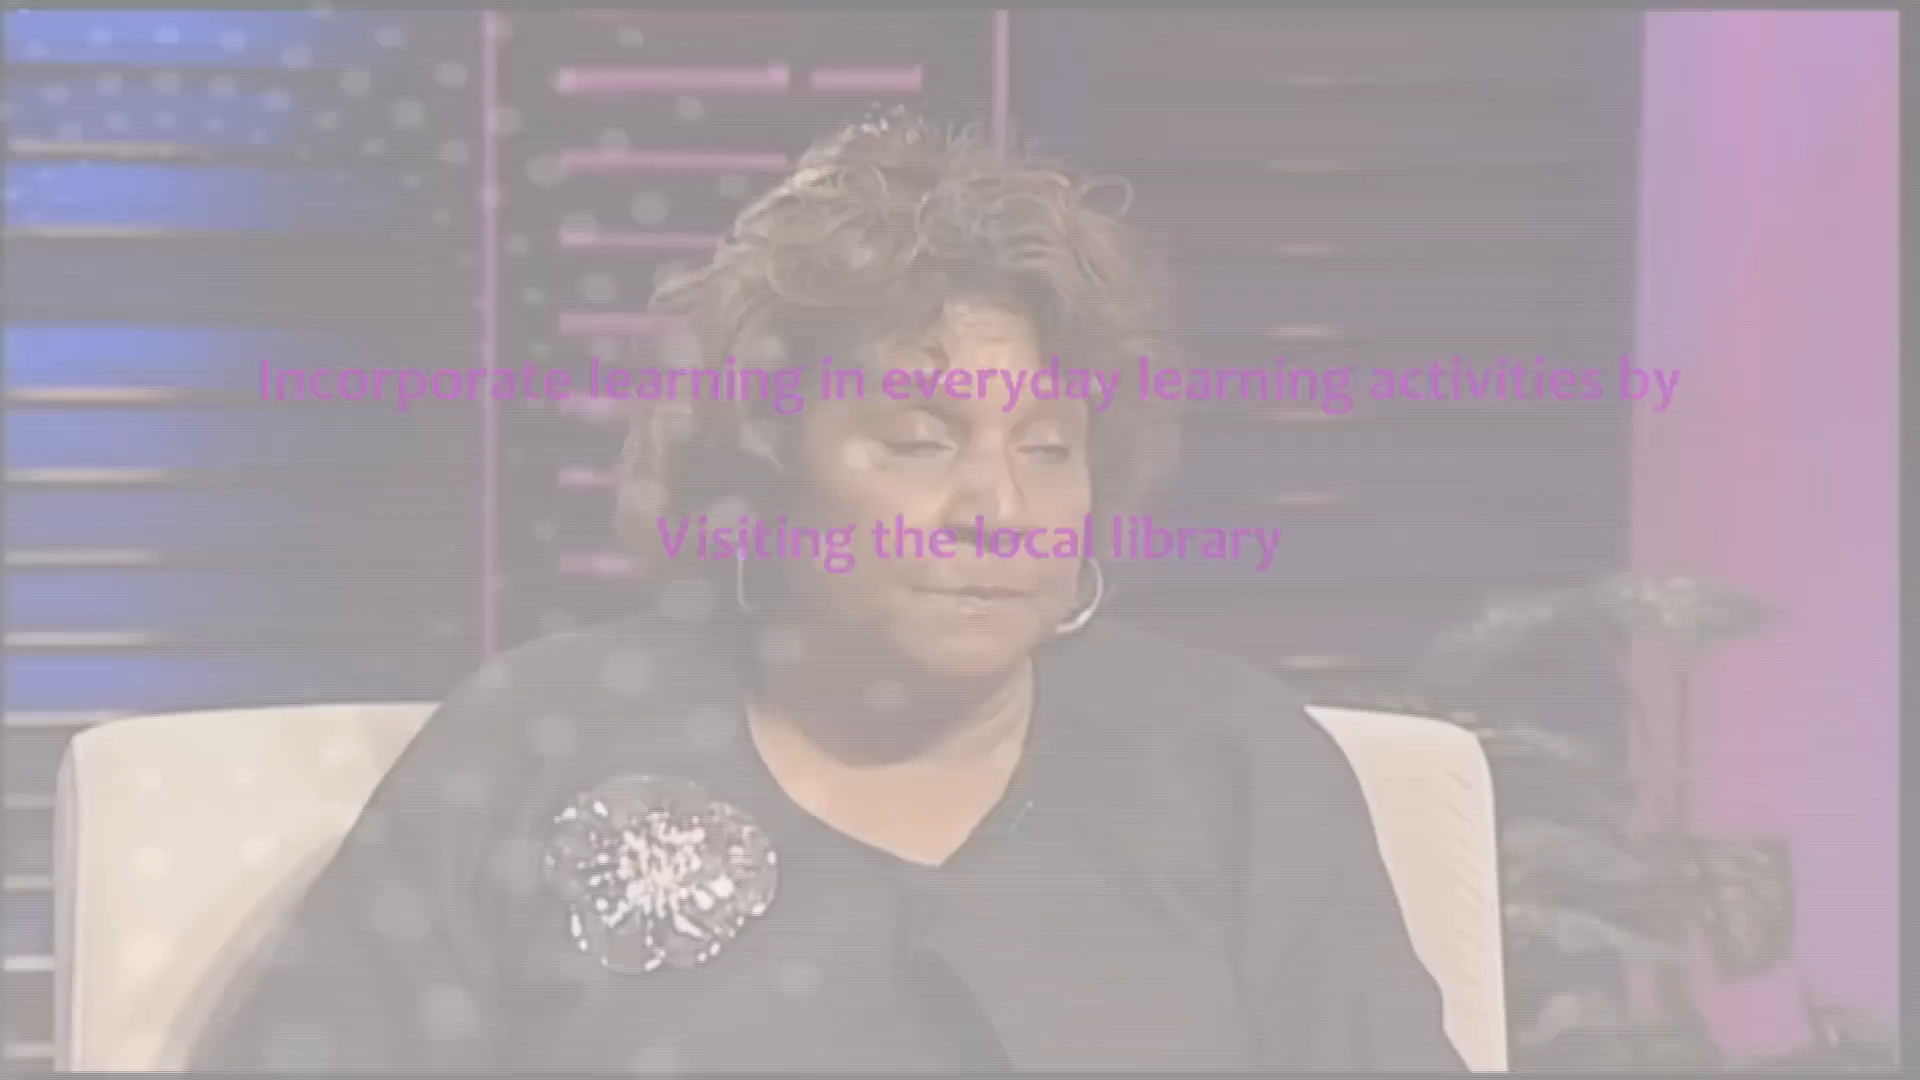 Incorporate learning in everyday learning activities by
Visiting the local library